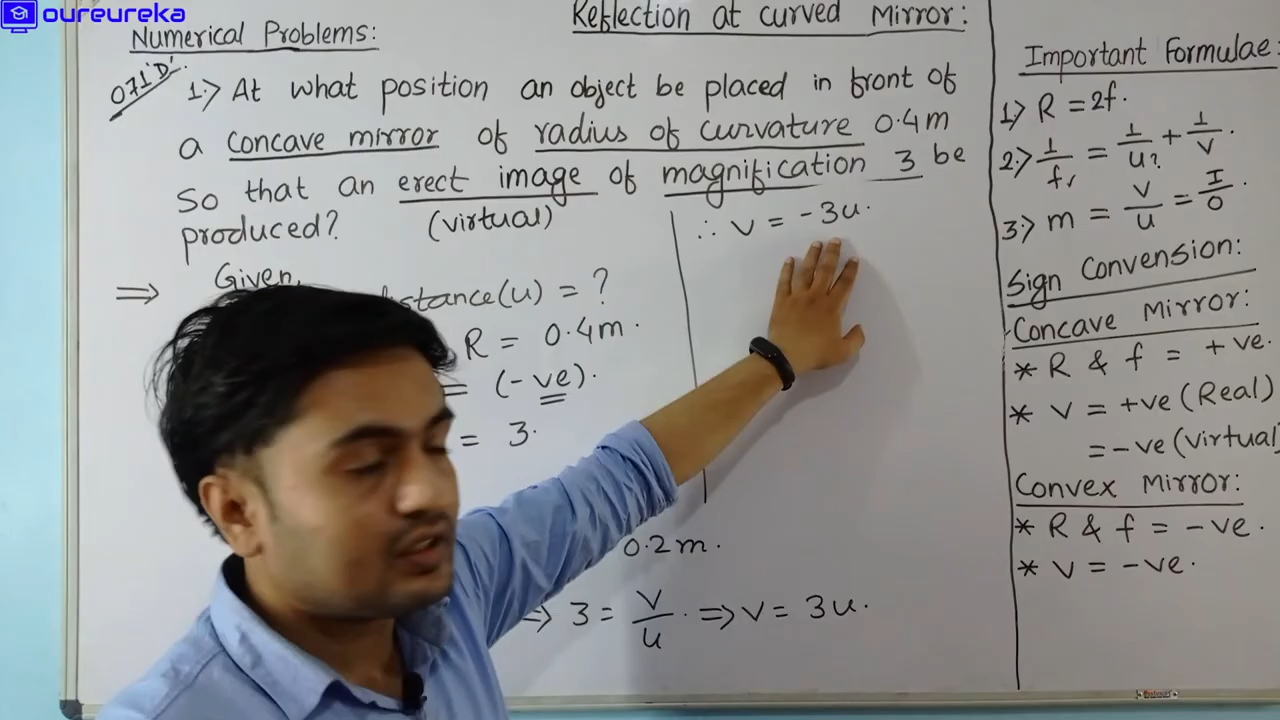 oureureka
Reflection at curved Mirror:
Numerical Problems:
071 'D'.
1.> At what position an object be placed in front of
a concave mirror of radius of curvature 0.4m
So that an erect image of magnification 3 be
produced? (virtual)
⇒ Given,
(u) = ?
R = 0.4m.
= (-ve).
= 3.
0.2m.
⇒ 3 = v/u. ⇒ v = 3u.
∴ v = -3u.
Important Formulae:
1.> R = 2f.
2.> 1/f = 1/u? + 1/v.
3.> m = v/u = I/O.
Sign Convension:
Concave Mirror:
* R & f = +ve.
* v = +ve (Real)
= -ve (virtual)
Convex Mirror:
* R & f = -ve.
* v = -ve.